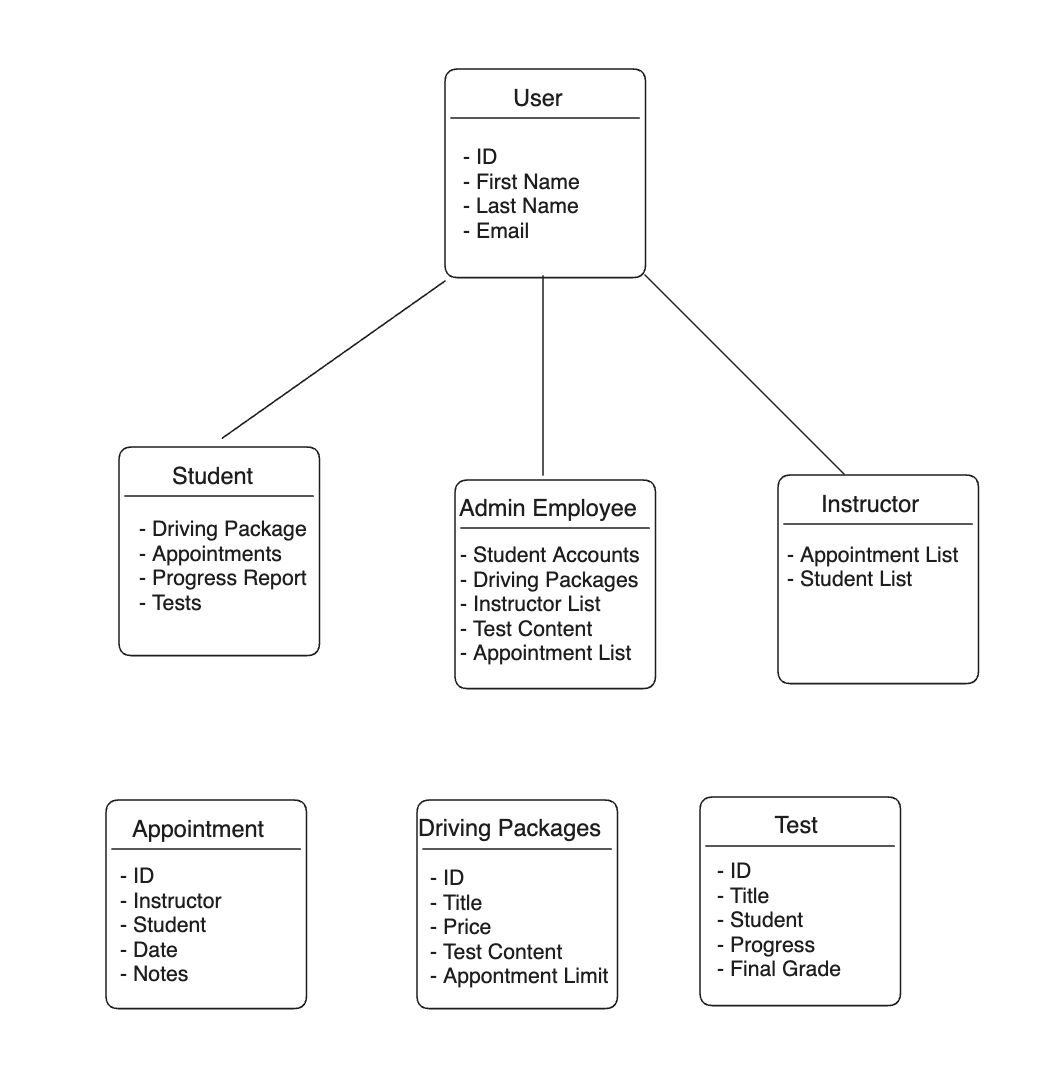 User
- ID
- First Name
- Last Name
- Email
Student
- Driving Package
- Appointments
- Progress Report
- Tests
Admin Employee
- Student Accounts
- Driving Packages
- Instructor List
- Test Content
- Appointment List
Instructor
- Appointment List
- Student List
Appointment
- ID
- Instructor
- Student
- Date
- Notes
Driving Packages
- ID
- Title
- Price
- Test Content
- Appontment Limit
Test
- ID
- Title
- Student
- Progress
- Final Grade